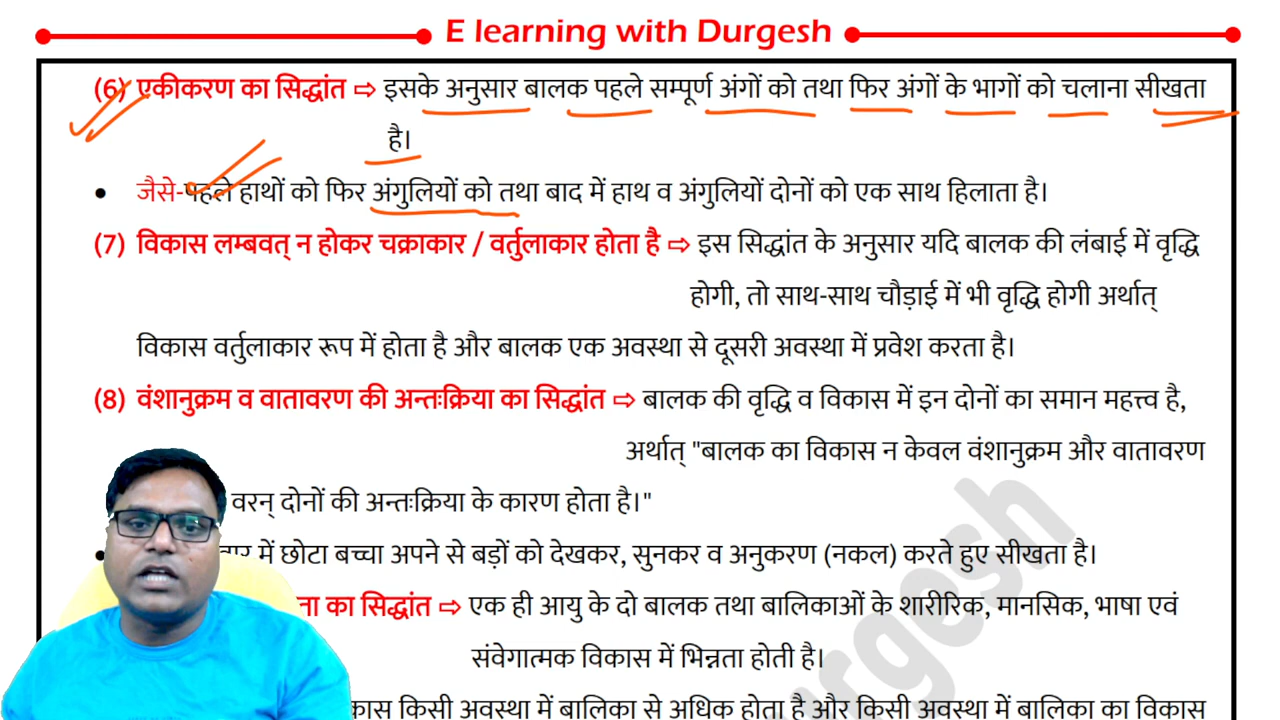 E learning with Durgesh
(6) एकीकरण का सिद्धांत ⇨ इसके अनुसार बालक पहले सम्पूर्ण अंगों को तथा फिर अंगों के भागों को चलाना सीखता
है।
• जैसे-पहले हाथों को फिर अंगुलियों को तथा बाद में हाथ व अंगुलियों दोनों को एक साथ हिलाता है।
(7) विकास लम्बवत् न होकर चक्राकार / वर्तुलाकार होता है ⇨ इस सिद्धांत के अनुसार यदि बालक की लंबाई में वृद्धि
होगी, तो साथ-साथ चौड़ाई में भी वृद्धि होगी अर्थात्
विकास वर्तुलाकार रूप में होता है और बालक एक अवस्था से दूसरी अवस्था में प्रवेश करता है।
(8) वंशानुक्रम व वातावरण की अन्तःक्रिया का सिद्धांत ⇨ बालक की वृद्धि व विकास में इन दोनों का समान महत्त्व है,
अर्थात् "बालक का विकास न केवल वंशानुक्रम और वातावरण
वरन् दोनों की अन्तःक्रिया के कारण होता है।"
में छोटा बच्चा अपने से बड़ों को देखकर, सुनकर व अनुकरण (नकल) करते हुए सीखता है।
का सिद्धांत ⇨ एक ही आयु के दो बालक तथा बालिकाओं के शारीरिक, मानसिक, भाषा एवं
संवेगात्मक विकास में भिन्नता होती है।
किसी अवस्था में बालिका से अधिक होता है और किसी अवस्था में बालिका का विकास